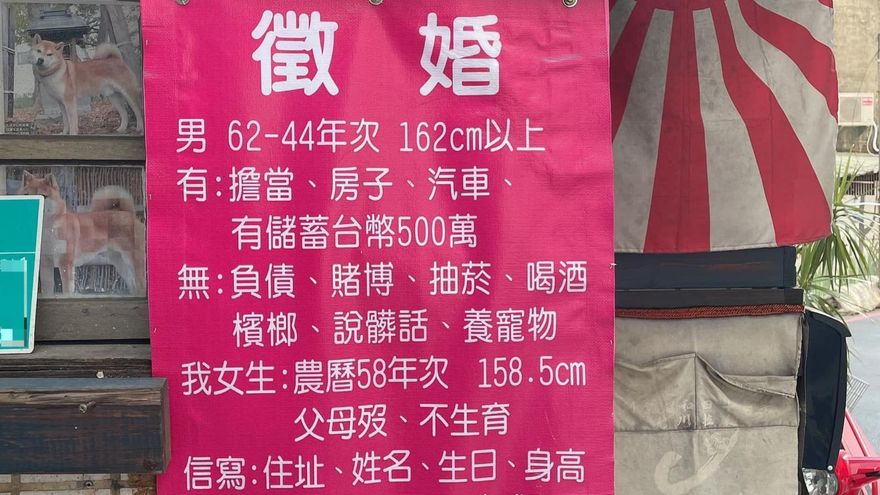 徵婚
男 62-44年次 162cm以上
有:擔當、房子、汽車、
有儲蓄台幣500萬
無:負債、賭博、抽菸、喝酒
檳榔、說髒話、養寵物
我女生:農曆58年次 158.5cm
父母歿、不生育
信寫:住址、姓名、生日、身高